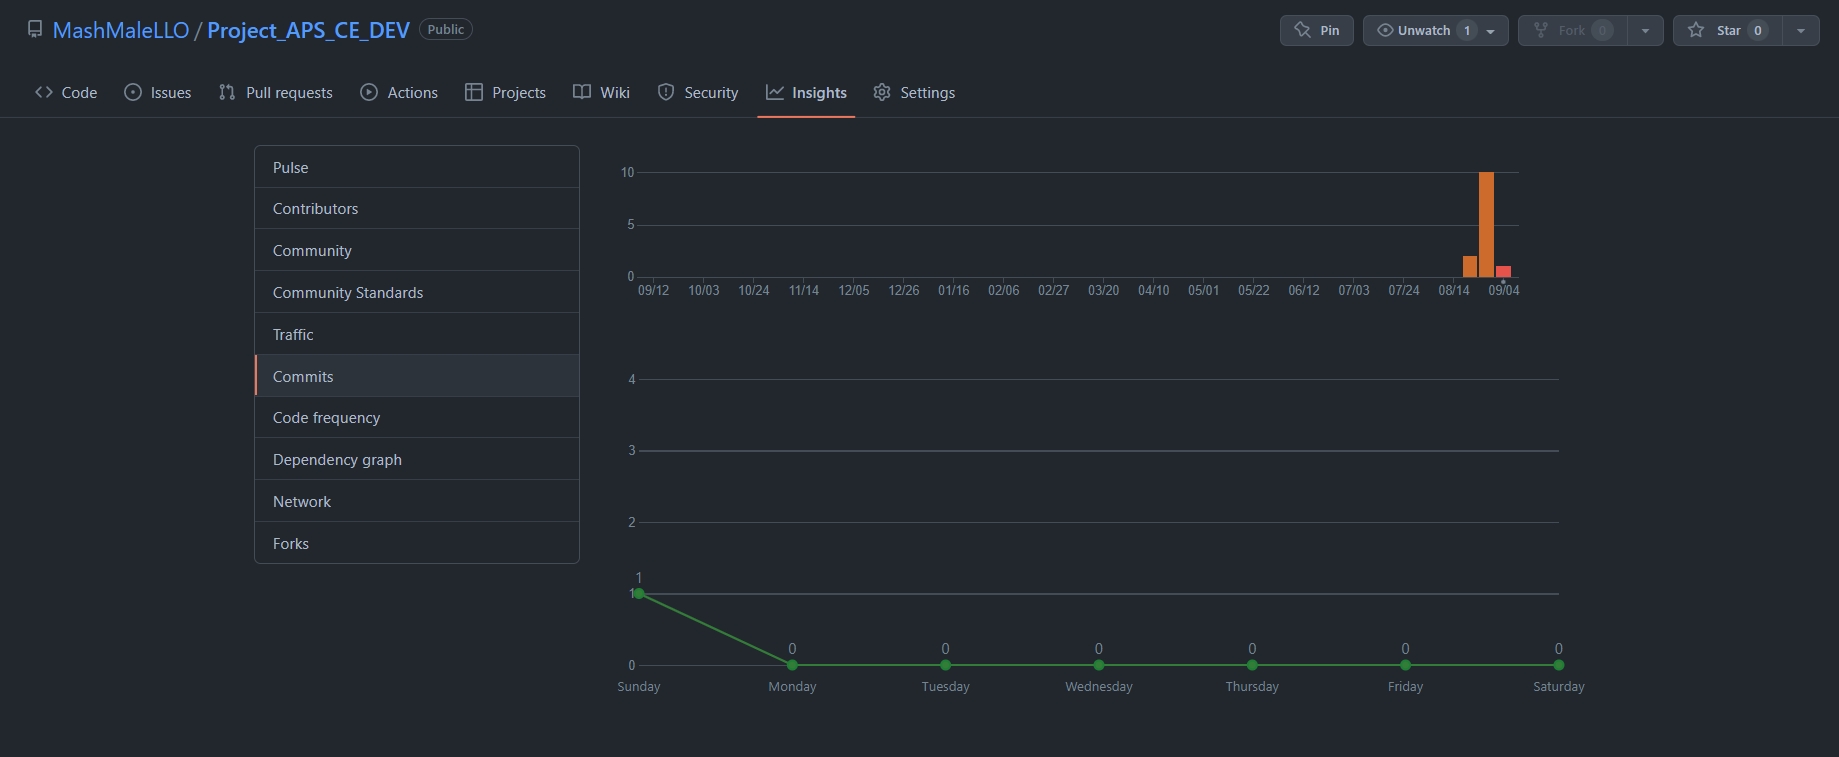 MashMaleLLO / Project_APS_CE_DEV Public
Pin
Unwatch 1
Fork 0
Star 0
Code
Issues
Pull requests
Actions
Projects
Wiki
Security
Insights
Settings
Pulse
Contributors
Community
Community Standards
Traffic
Commits
Code frequency
Dependency graph
Network
Forks
10
5
0
09/12 10/03 10/24 11/14 12/05 12/26 01/16 02/06 02/27 03/20 04/10 05/01 05/22 06/12 07/03 07/24 08/14 09/04
4
3
2
1
1
0 0 0 0 0 0
0
Sunday Monday Tuesday Wednesday Thursday Friday Saturday